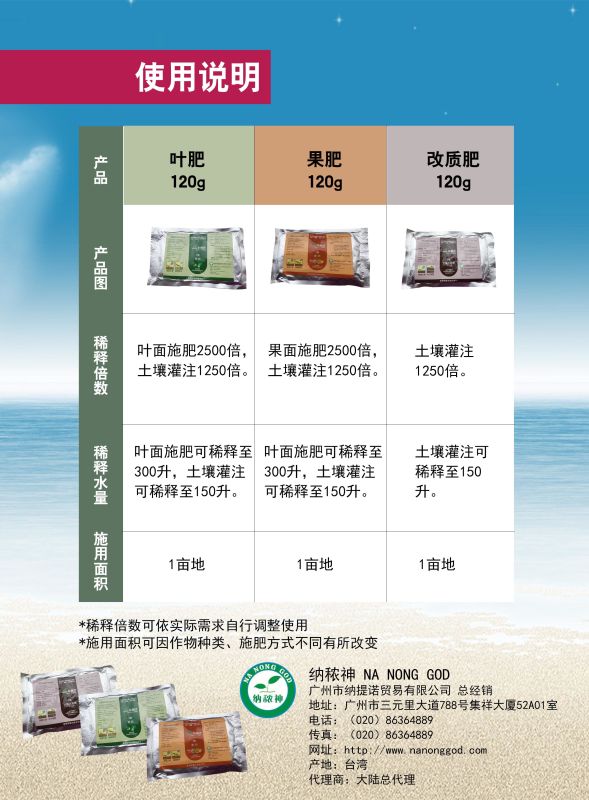 使用说明
产品
叶肥
120g
果肥
120g
改质肥
120g
产品图
稀释倍数
叶面施肥2500倍，
土壤灌注1250倍。
果面施肥2500倍，
土壤灌注1250倍。
土壤灌注
1250倍。
稀释水量
叶面施肥可稀释至
300升，土壤灌注
可稀释至150升。
叶面施肥可稀释至
300升，土壤灌注
可稀释至150升。
土壤灌注可
稀释至150
升。
施用面积
1亩地
1亩地
1亩地
*稀释倍数可依实际需求自行调整使用
*施用面积可因作物种类、施肥方式不同有所改变
NA NONG GOD
纳秾神
纳秾神 NA NONG GOD
广州市纳提诺贸易有限公司 总经销
地址：广州市三元里大道788号集祥大厦52A01室
电话：（020）86364889
传真：（020）86364889
网址：http://www.nanonggod.com
产地：台湾
代理商：大陆总代理